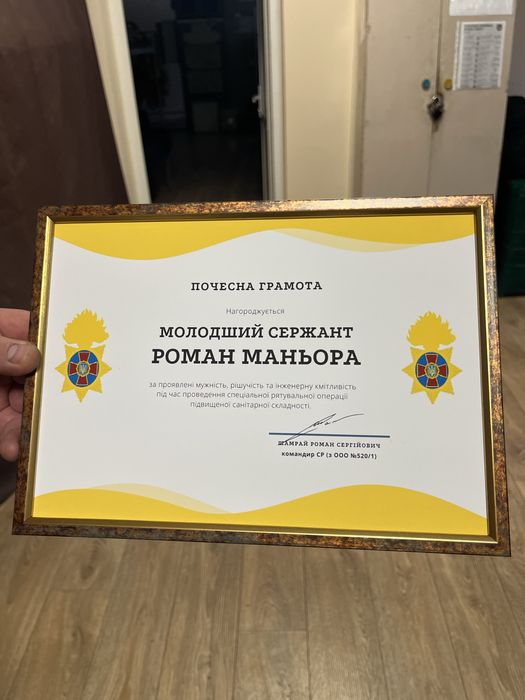 ПОЧЕСНА ГРАМОТА
Нагороджується
МОЛОДШИЙ СЕРЖАНТ
РОМАН МАНЬОРА
за проявлені мужність, рішучість та інженерну кмітливість
під час проведення спеціальної рятувальної операції
підвищеної санітарної складності.
ШАМРАЙ РОМАН СЕРГІЙОВИЧ
командир СР (з ООО №520/1)